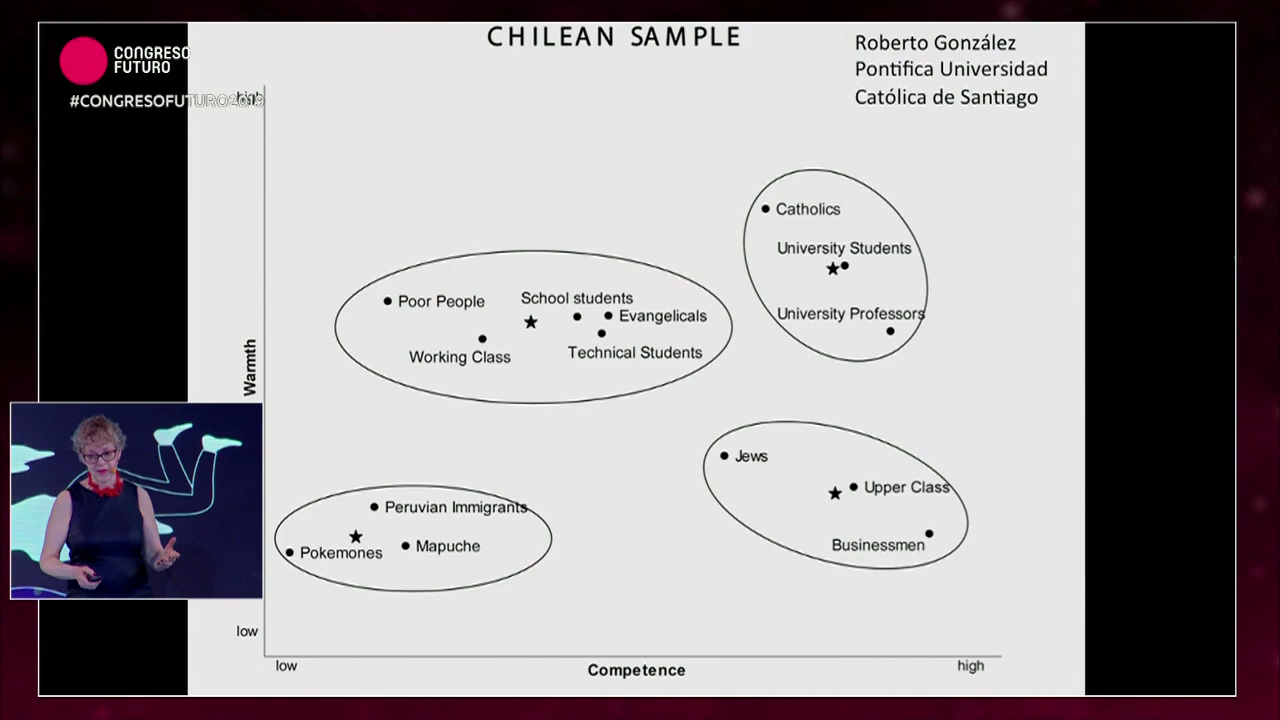 CHILEAN SAMPLE
Roberto González
Pontifica Universidad
Católica de Santiago
CONGRESO
FUTURO
#CONGRESOFUTURO2019
high
Catholics
University Students
University Professors
Poor People
School students
Evangelicals
Working Class
Technical Students
Warmth
Jews
Upper Class
Businessmen
Peruvian Immigrants
Pokemones
Mapuche
low
low
Competence
high